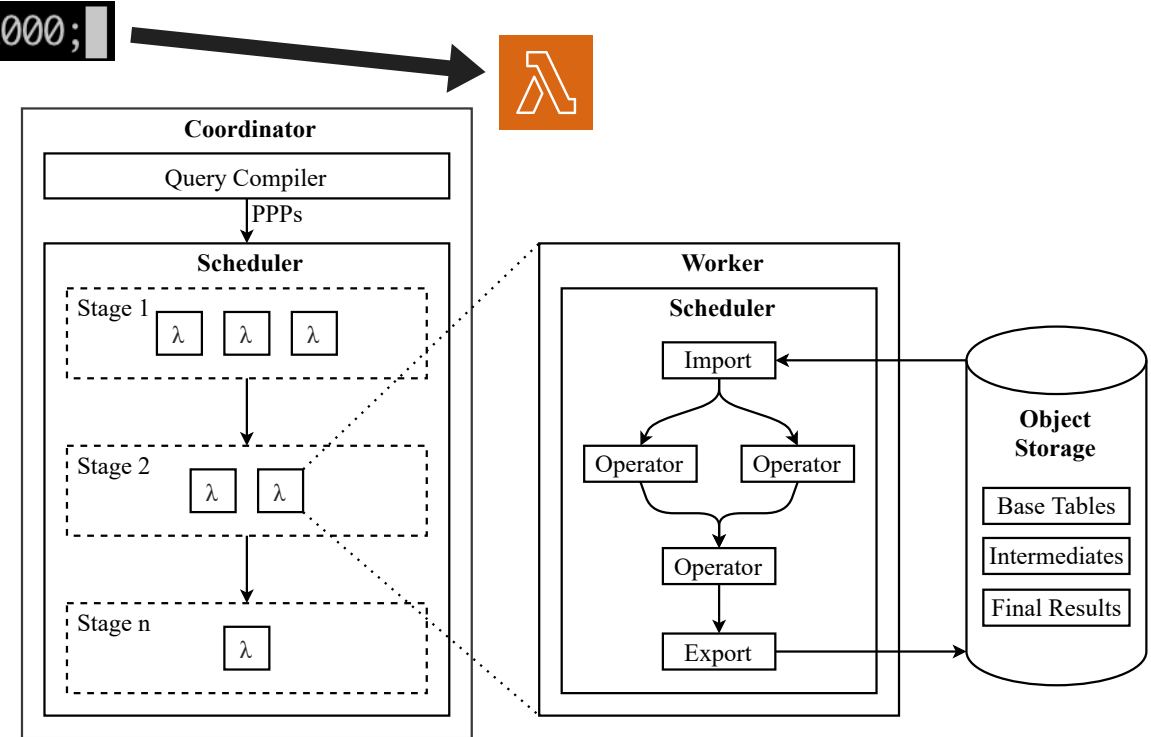 000;
Coordinator
Query Compiler
PPPs
Scheduler
Stage 1
λ λ λ
Stage 2
λ λ
Stage n
λ
Worker
Scheduler
Import
Operator Operator
Operator
Export
Object
Storage
Base Tables
Intermediates
Final Results